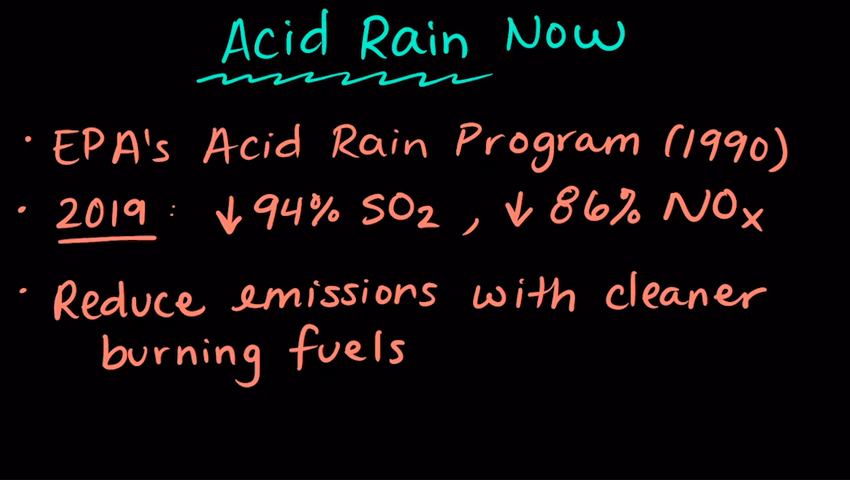 Acid Rain Now
· EPA's Acid Rain Program (1990)
· 2019 : ↓ 94% SO₂ , ↓ 86% NOₓ
· Reduce emissions with cleaner
burning fuels